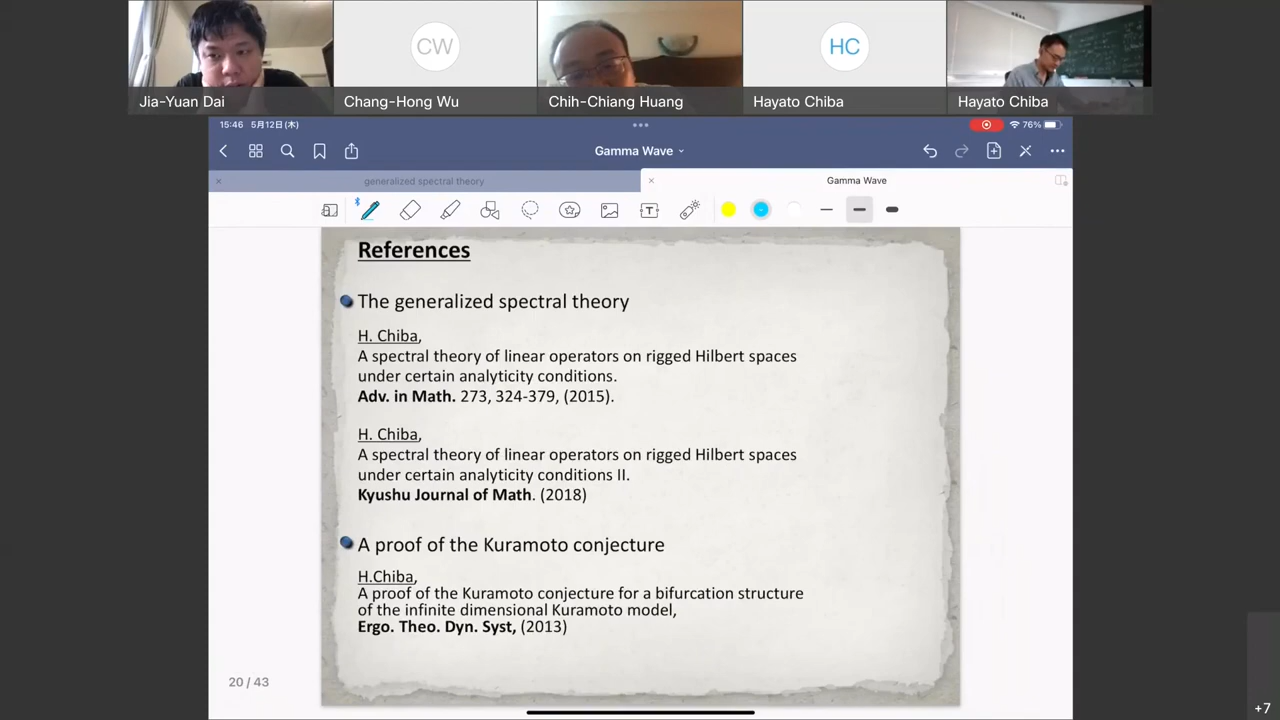 CW
HC
Jia-Yuan Dai
Chang-Hong Wu
Chih-Chiang Huang
Hayato Chiba
Hayato Chiba
15:46 5月12日(木)
76%
Gamma Wave
generalized spectral theory
Gamma Wave
T
References
The generalized spectral theory
H. Chiba,
A spectral theory of linear operators on rigged Hilbert spaces
under certain analyticity conditions.
Adv. in Math. 273, 324-379, (2015).
H. Chiba,
A spectral theory of linear operators on rigged Hilbert spaces
under certain analyticity conditions II.
Kyushu Journal of Math. (2018)
A proof of the Kuramoto conjecture
H.Chiba,
A proof of the Kuramoto conjecture for a bifurcation structure
of the infinite dimensional Kuramoto model,
Ergo. Theo. Dyn. Syst, (2013)
20 / 43
+7